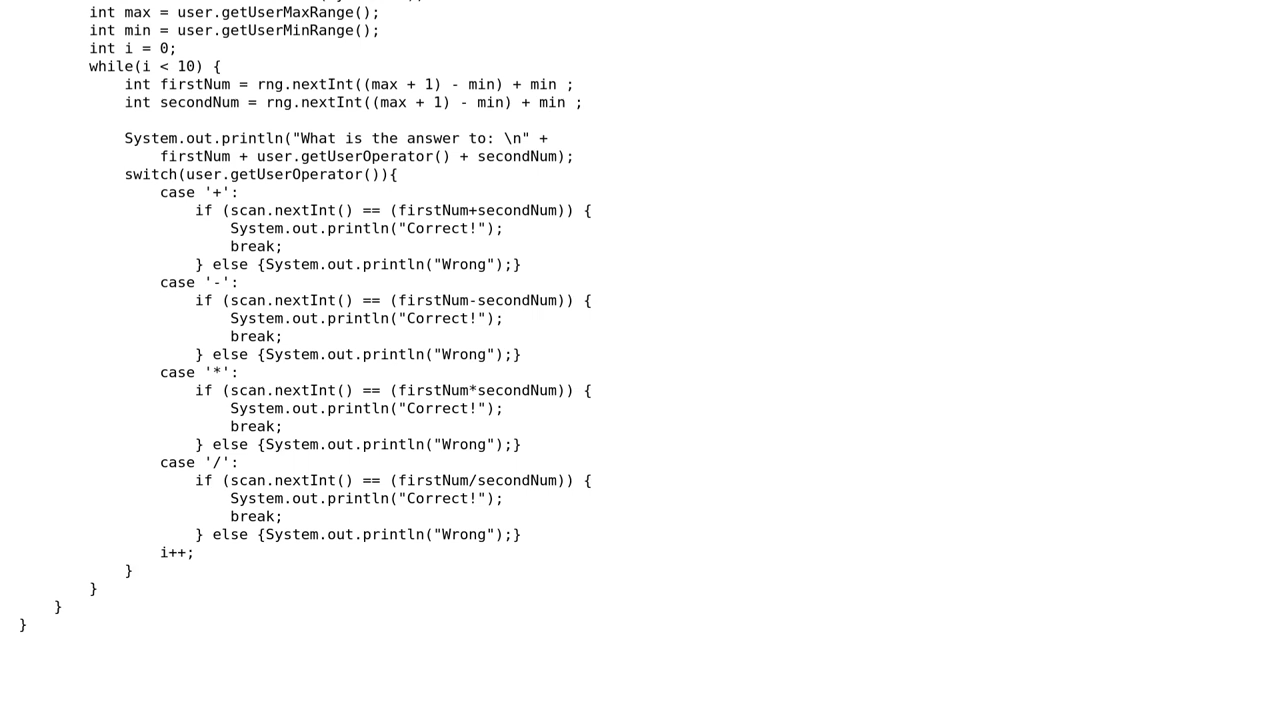 int max = user.getUserMaxRange();
int min = user.getUserMinRange();
int i = 0;
while(i < 10) {
int firstNum = rng.nextInt((max + 1) - min) + min ;
int secondNum = rng.nextInt((max + 1) - min) + min ;
System.out.println("What is the answer to: \n" +
firstNum + user.getUserOperator() + secondNum);
switch(user.getUserOperator()){
case '+':
if (scan.nextInt() == (firstNum+secondNum)) {
System.out.println("Correct!");
break;
} else {System.out.println("Wrong");}
case '-':
if (scan.nextInt() == (firstNum-secondNum)) {
System.out.println("Correct!");
break;
} else {System.out.println("Wrong");}
case '*':
if (scan.nextInt() == (firstNum*secondNum)) {
System.out.println("Correct!");
break;
} else {System.out.println("Wrong");}
case '/':
if (scan.nextInt() == (firstNum/secondNum)) {
System.out.println("Correct!");
break;
} else {System.out.println("Wrong");}
i++;
}
}
}
}